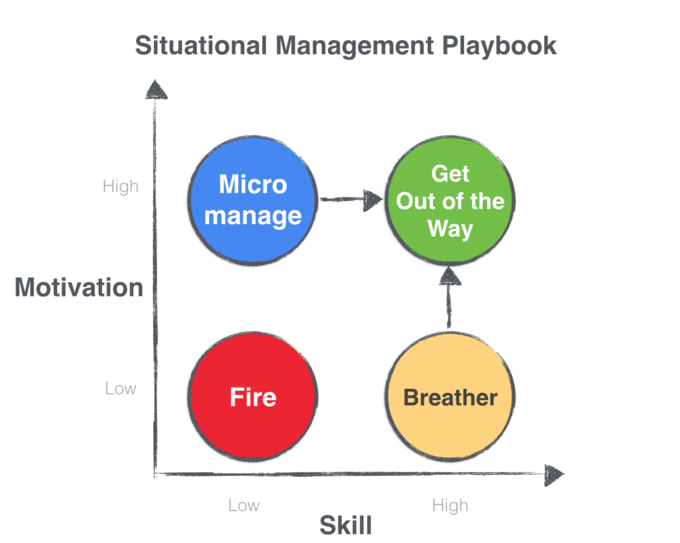 Situational Management Playbook
High
Micro
manage
Get
Out of the
Way
Motivation
Low
Fire
Breather
Low
High
Skill